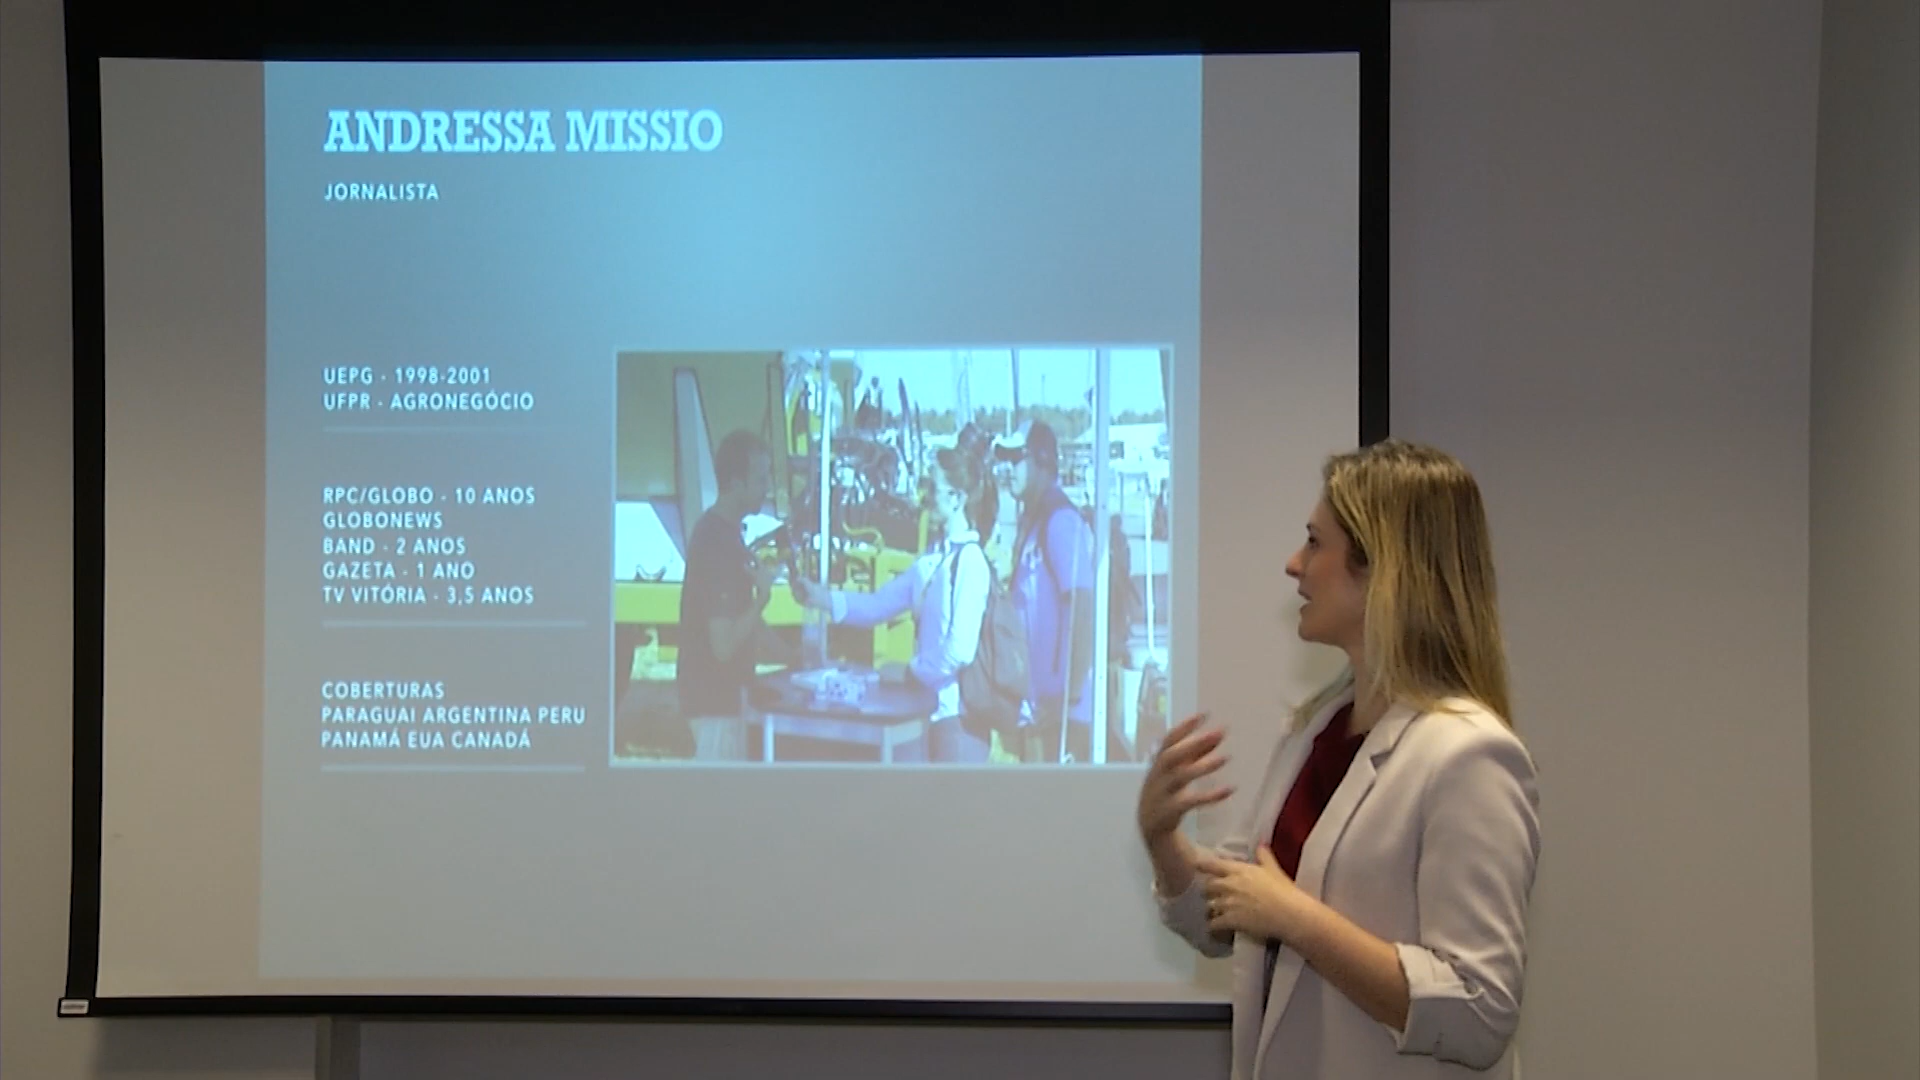 ANDRESSA MISSIO
JORNALISTA
UEPG - 1998-2001
UFPR - AGRONEGÓCIO
RPC/GLOBO - 10 ANOS
GLOBONEWS
BAND - 2 ANOS
GAZETA - 1 ANO
TV VITÓRIA - 3,5 ANOS
COBERTURAS
PARAGUAI ARGENTINA PERU
PANAMÁ EUA CANADÁ